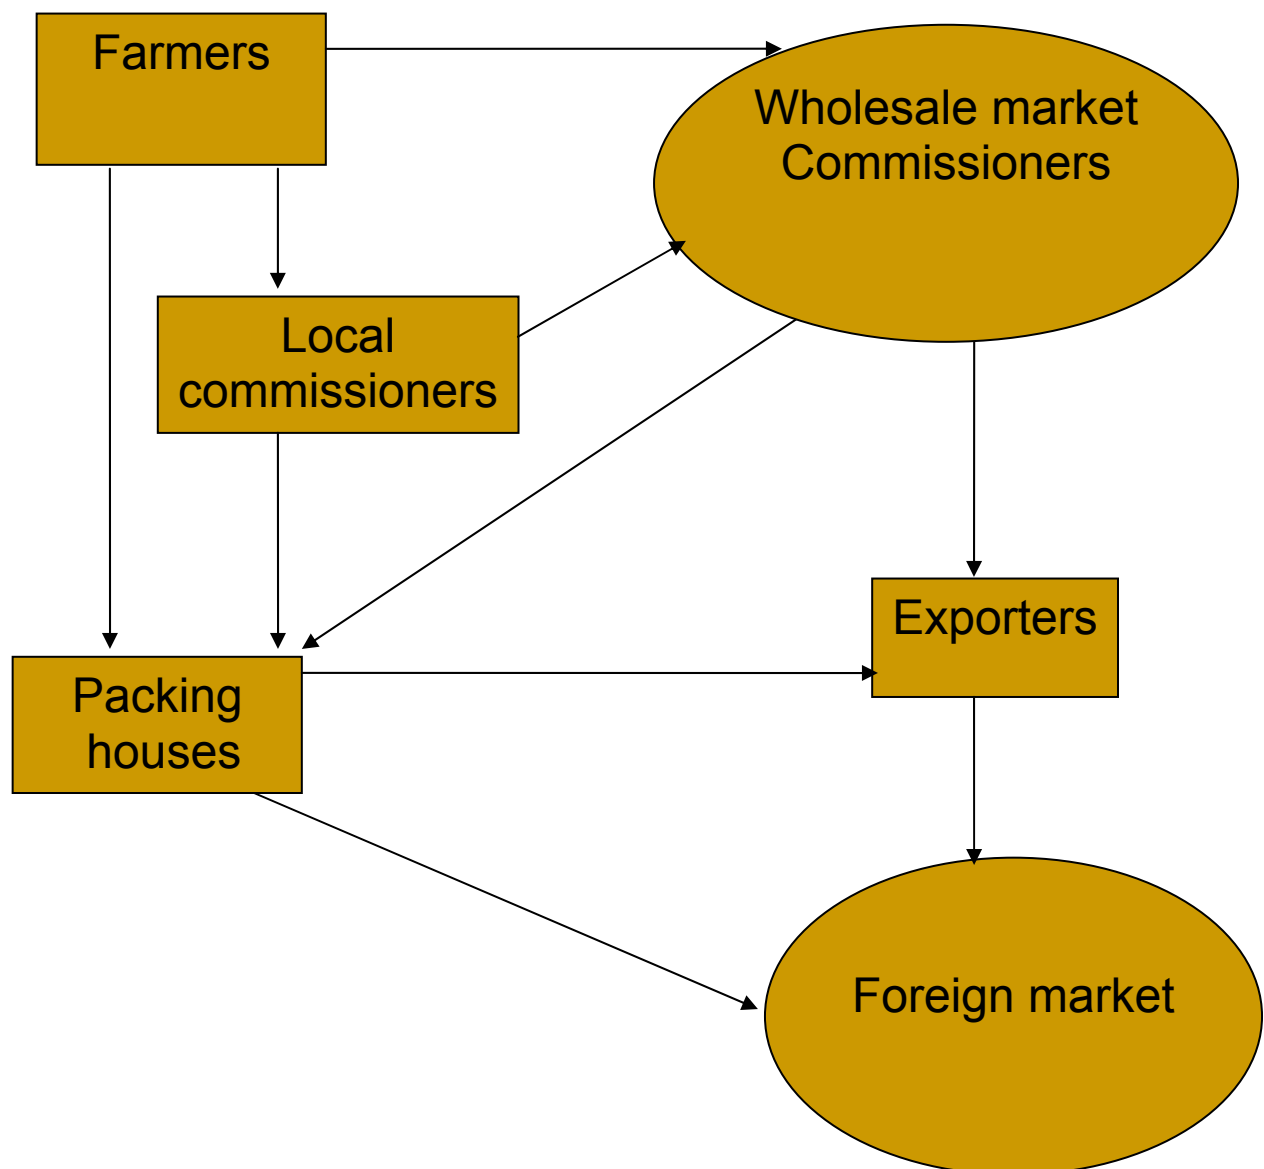 Farmers
Wholesale market
Commissioners
Local
commissioners
Exporters
Packing
houses
Foreign market